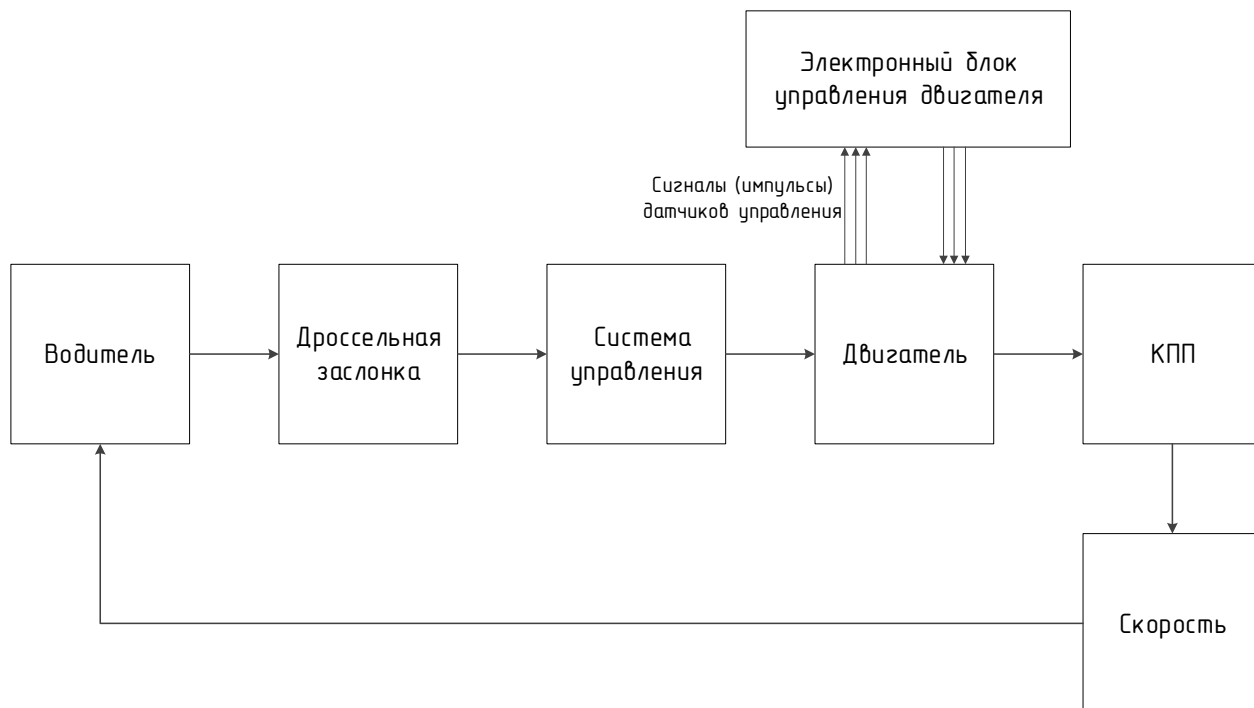 Электронный блок
управления двигателя
Сигналы (импульсы)
датчиков управления
Водитель
Дроссельная
заслонка
Система
управления
Двигатель
КПП
Скорость